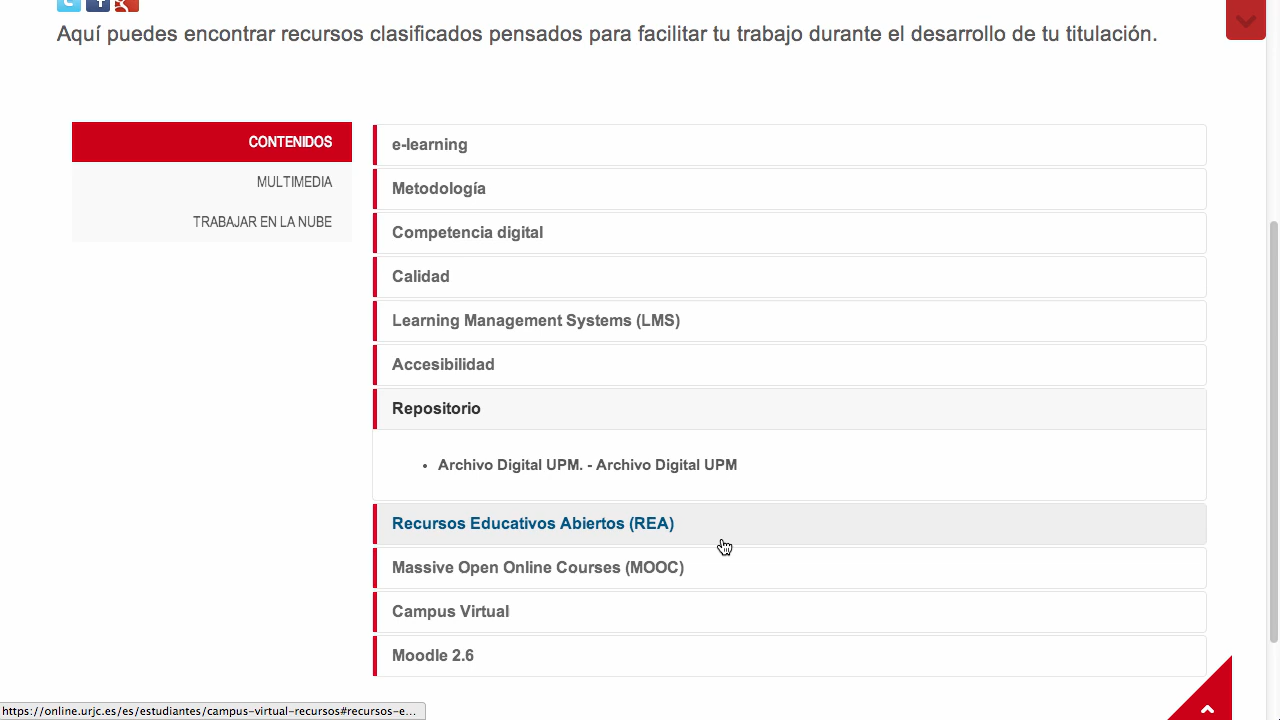 Aquí puedes encontrar recursos clasificados pensados para facilitar tu trabajo durante el desarrollo de tu titulación.
CONTENIDOS
MULTIMEDIA
TRABAJAR EN LA NUBE
e-learning
Metodología
Competencia digital
Calidad
Learning Management Systems (LMS)
Accesibilidad
Repositorio
• Archivo Digital UPM. - Archivo Digital UPM
Recursos Educativos Abiertos (REA)
Massive Open Online Courses (MOOC)
Campus Virtual
Moodle 2.6
https://online.urjc.es/es/estudiantes/campus-virtual-recursos#recursos-e...